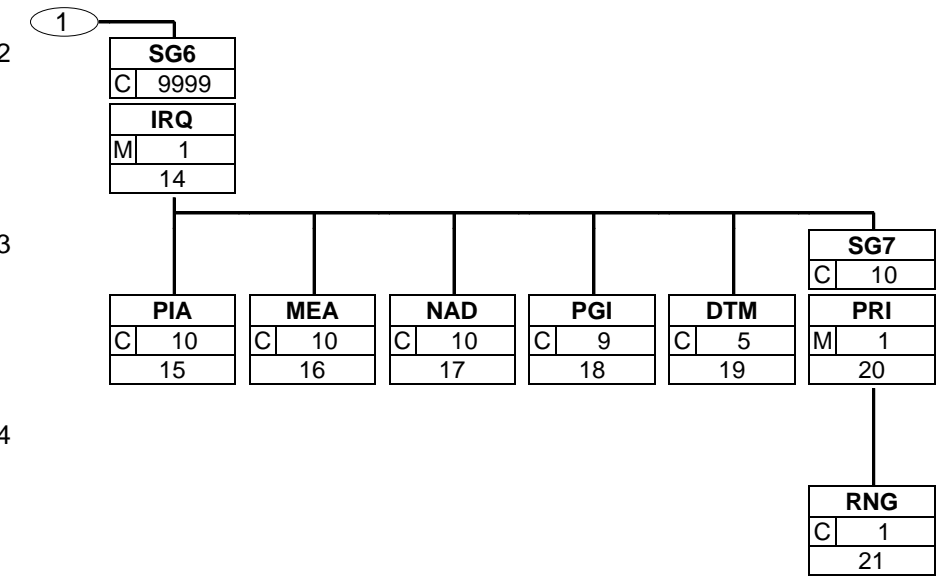 1
2
SG6
C 9999
IRQ
M 1
14
3
SG7
C 10
PIA MEA NAD PGI DTM PRI
C 10 C 10 C 10 C 9 C 5 M 1
15 16 17 18 19 20
4
RNG
C 1
21